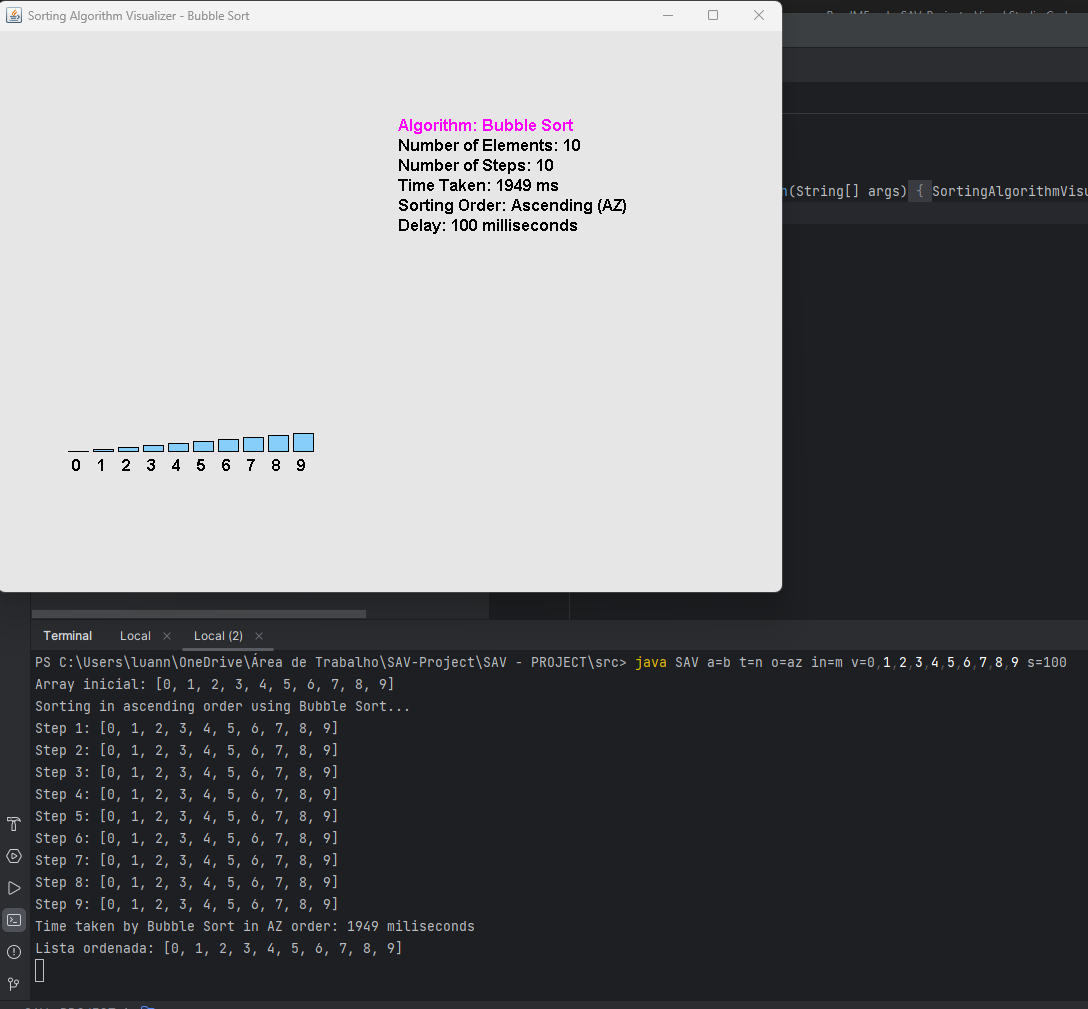 Sorting Algorithm Visualizer - Bubble Sort
Algorithm: Bubble Sort
Number of Elements: 10
Number of Steps: 10
Time Taken: 1949 ms
Sorting Order: Ascending (AZ)
Delay: 100 milliseconds
(String[] args) { SortingAlgorithmVisu
0 1 2 3 4 5 6 7 8 9
Terminal Local Local (2)
PS C:\Users\luann\OneDrive\Área de Trabalho\SAV-Project\SAV - PROJECT\src> java SAV a=b t=n o=az in=m v=0,1,2,3,4,5,6,7,8,9 s=100
Array inicial: [0, 1, 2, 3, 4, 5, 6, 7, 8, 9]
Sorting in ascending order using Bubble Sort...
Step 1: [0, 1, 2, 3, 4, 5, 6, 7, 8, 9]
Step 2: [0, 1, 2, 3, 4, 5, 6, 7, 8, 9]
Step 3: [0, 1, 2, 3, 4, 5, 6, 7, 8, 9]
Step 4: [0, 1, 2, 3, 4, 5, 6, 7, 8, 9]
Step 5: [0, 1, 2, 3, 4, 5, 6, 7, 8, 9]
Step 6: [0, 1, 2, 3, 4, 5, 6, 7, 8, 9]
Step 7: [0, 1, 2, 3, 4, 5, 6, 7, 8, 9]
Step 8: [0, 1, 2, 3, 4, 5, 6, 7, 8, 9]
Step 9: [0, 1, 2, 3, 4, 5, 6, 7, 8, 9]
Time taken by Bubble Sort in AZ order: 1949 miliseconds
Lista ordenada: [0, 1, 2, 3, 4, 5, 6, 7, 8, 9]